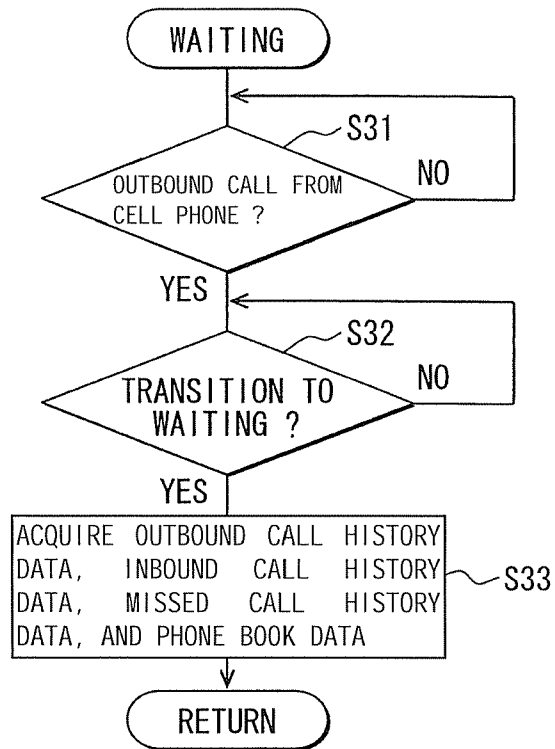 WAITING
S31
OUTBOUND CALL FROM
CELL PHONE ?
NO
YES
S32
TRANSITION TO
WAITING ?
NO
YES
ACQUIRE OUTBOUND CALL HISTORY
DATA, INBOUND CALL HISTORY
DATA, MISSED CALL HISTORY
DATA, AND PHONE BOOK DATA
S33
RETURN